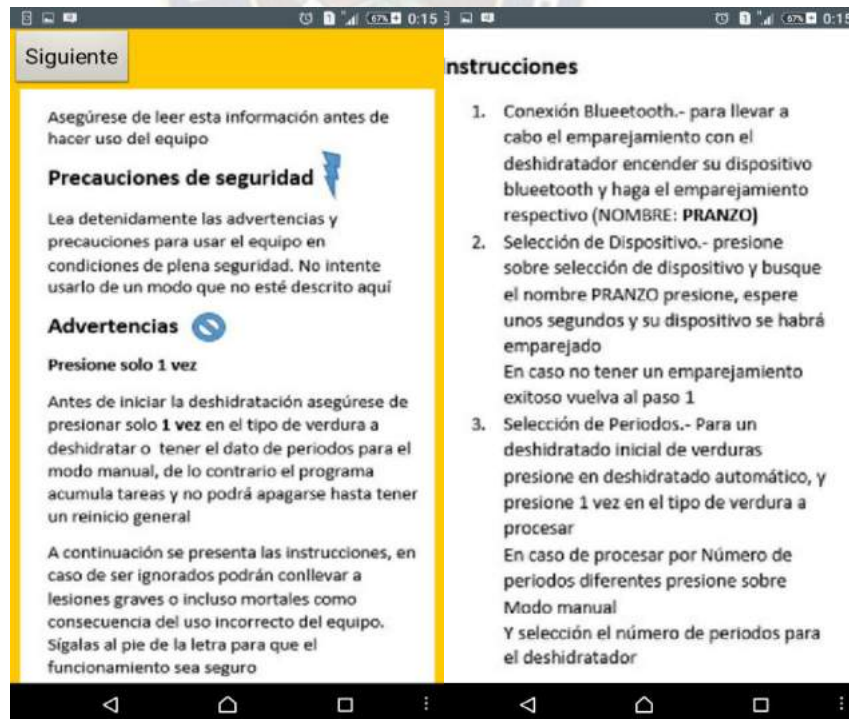 67% 0:15
Siguiente
Asegúrese de leer esta información antes de
hacer uso del equipo
Precauciones de seguridad
Lea detenidamente las advertencias y
precauciones para usar el equipo en
condiciones de plena seguridad. No intente
usarlo de un modo que no esté descrito aquí
Advertencias
Presione solo 1 vez
Antes de iniciar la deshidratación asegúrese de
presionar solo 1 vez en el tipo de verdura a
deshidratar o tener el dato de periodos para el
modo manual, de lo contrario el programa
acumula tareas y no podrá apagarse hasta tener
un reinicio general
A continuación se presenta las instrucciones, en
caso de ser ignorados podrán conllevar a
lesiones graves o incluso mortales como
consecuencia del uso incorrecto del equipo.
Sígalas al pie de la letra para que el
funcionamiento sea seguro
67% 0:15
nstrucciones
1. Conexión Blueetooth.- para llevar a
cabo el emparejamiento con el
deshidratador encender su dispositivo
blueetooth y haga el emparejamiento
respectivo (NOMBRE: PRANZO)
2. Selección de Dispositivo.- presione
sobre selección de dispositivo y busque
el nombre PRANZO presione, espere
unos segundos y su dispositivo se habrá
emparejado
En caso no tener un emparejamiento
exitoso vuelva al paso 1
3. Selección de Periodos.- Para un
deshidratado inicial de verduras
presione en deshidratado automático, y
presione 1 vez en el tipo de verdura a
procesar
En caso de procesar por Número de
periodos diferentes presione sobre
Modo manual
Y selección el número de periodos para
el deshidratador